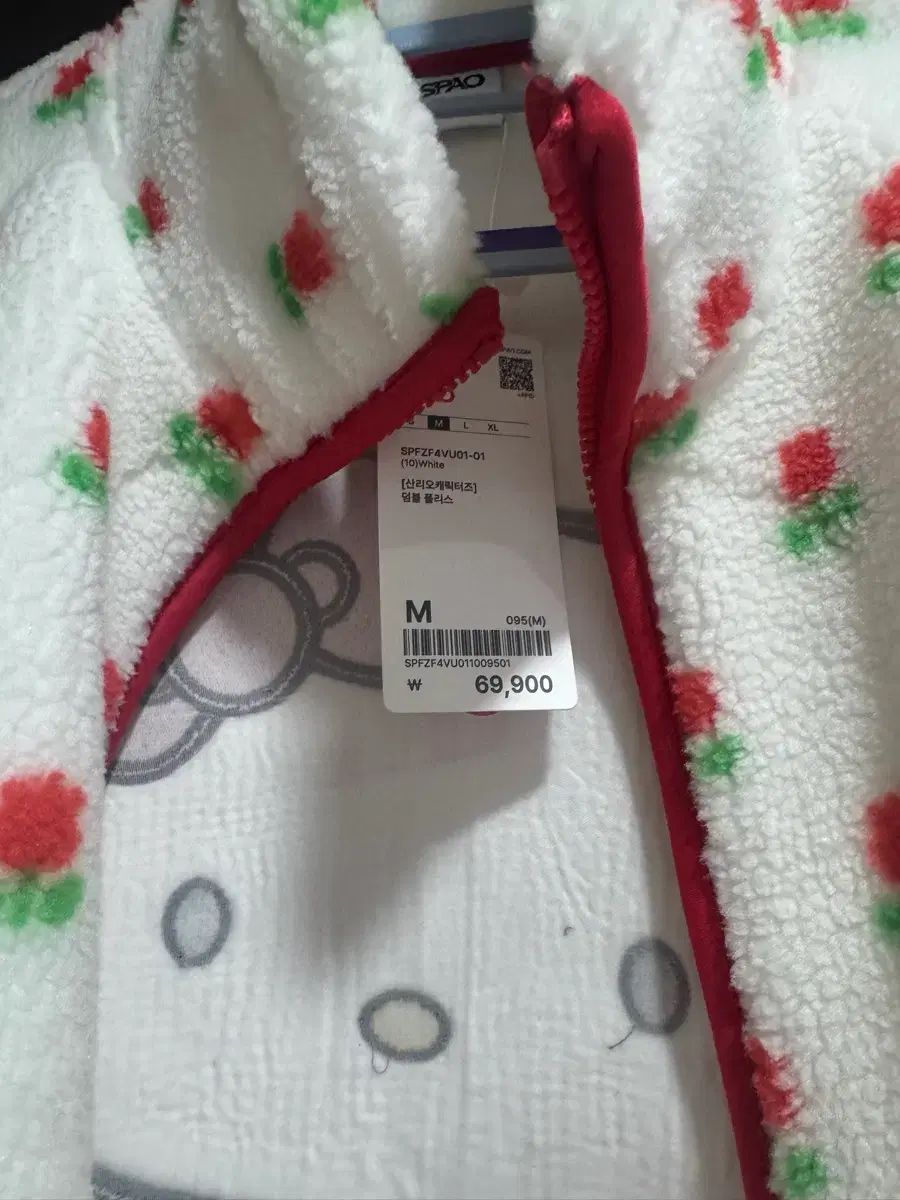 SPAO
M L XL
SPFZF4VU01-01
(10)White
[산리오캐릭터즈]
덤블 플리스
M
095(M)
SPFZF4VU011009501
₩ 69,900